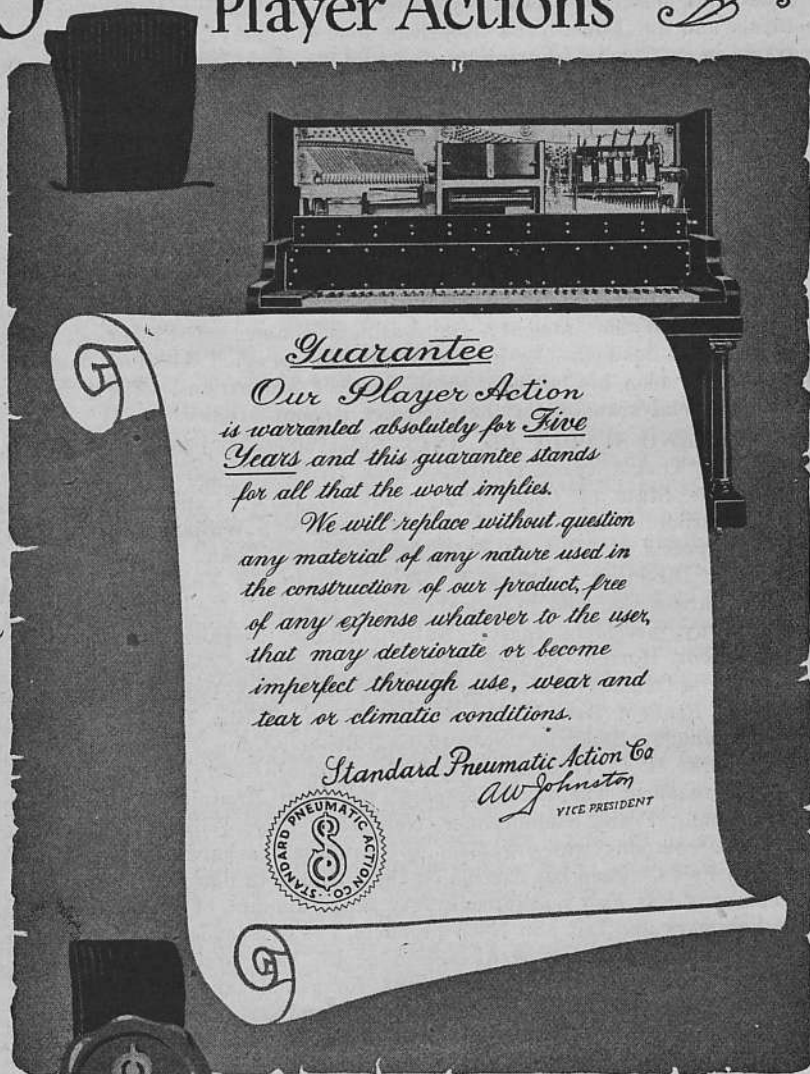 Player Actions
Guarantee
Our Player Action
is warranted absolutely for Five
Years and this guarantee stands
for all that the word implies.
We will replace without question
any material of any nature used in
the construction of our product, free
of any expense whatever to the user,
that may deteriorate or become
imperfect through use, wear and
tear or climatic conditions.
Standard Pneumatic Action Co
AW Johnston
VICE PRESIDENT
STANDARD PNEUMATIC ACTION CO.
S